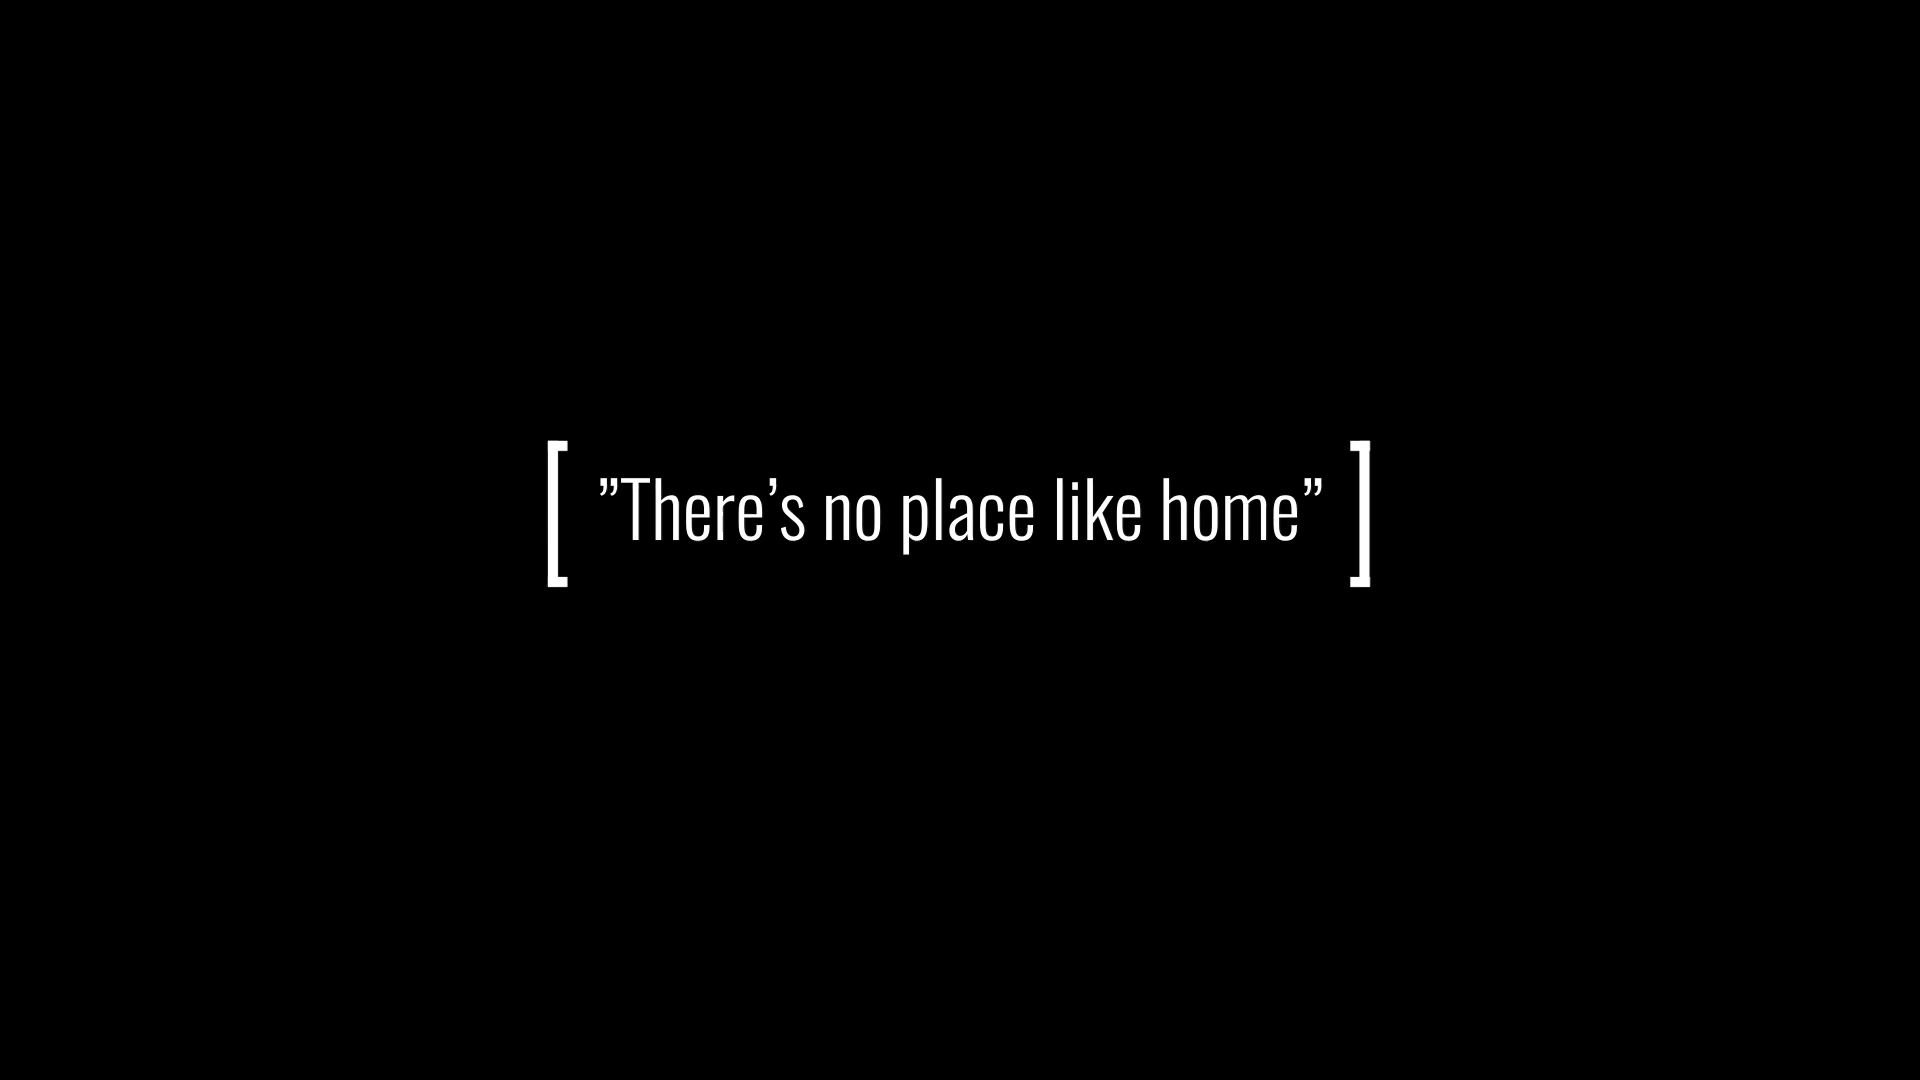 [ ”There’s no place like home” ]